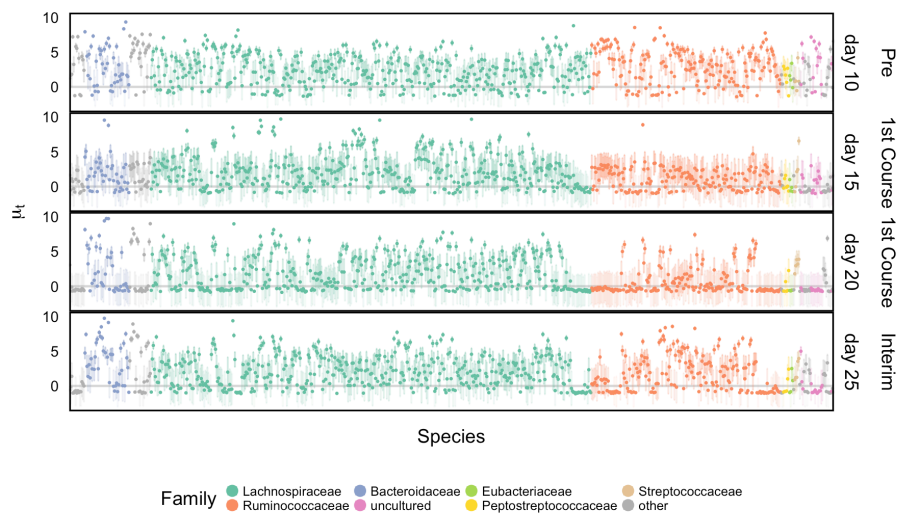 10
5
0
Pre
day 10
10
5
0
1st Course
day 15
10
5
0
1st Course
day 20
10
5
0
Interim
day 25
μt
Species
Family
Lachnospiraceae
Bacteroidaceae
Eubacteriaceae
Streptococcaceae
Ruminococcaceae
uncultured
Peptostreptococcaceae
other